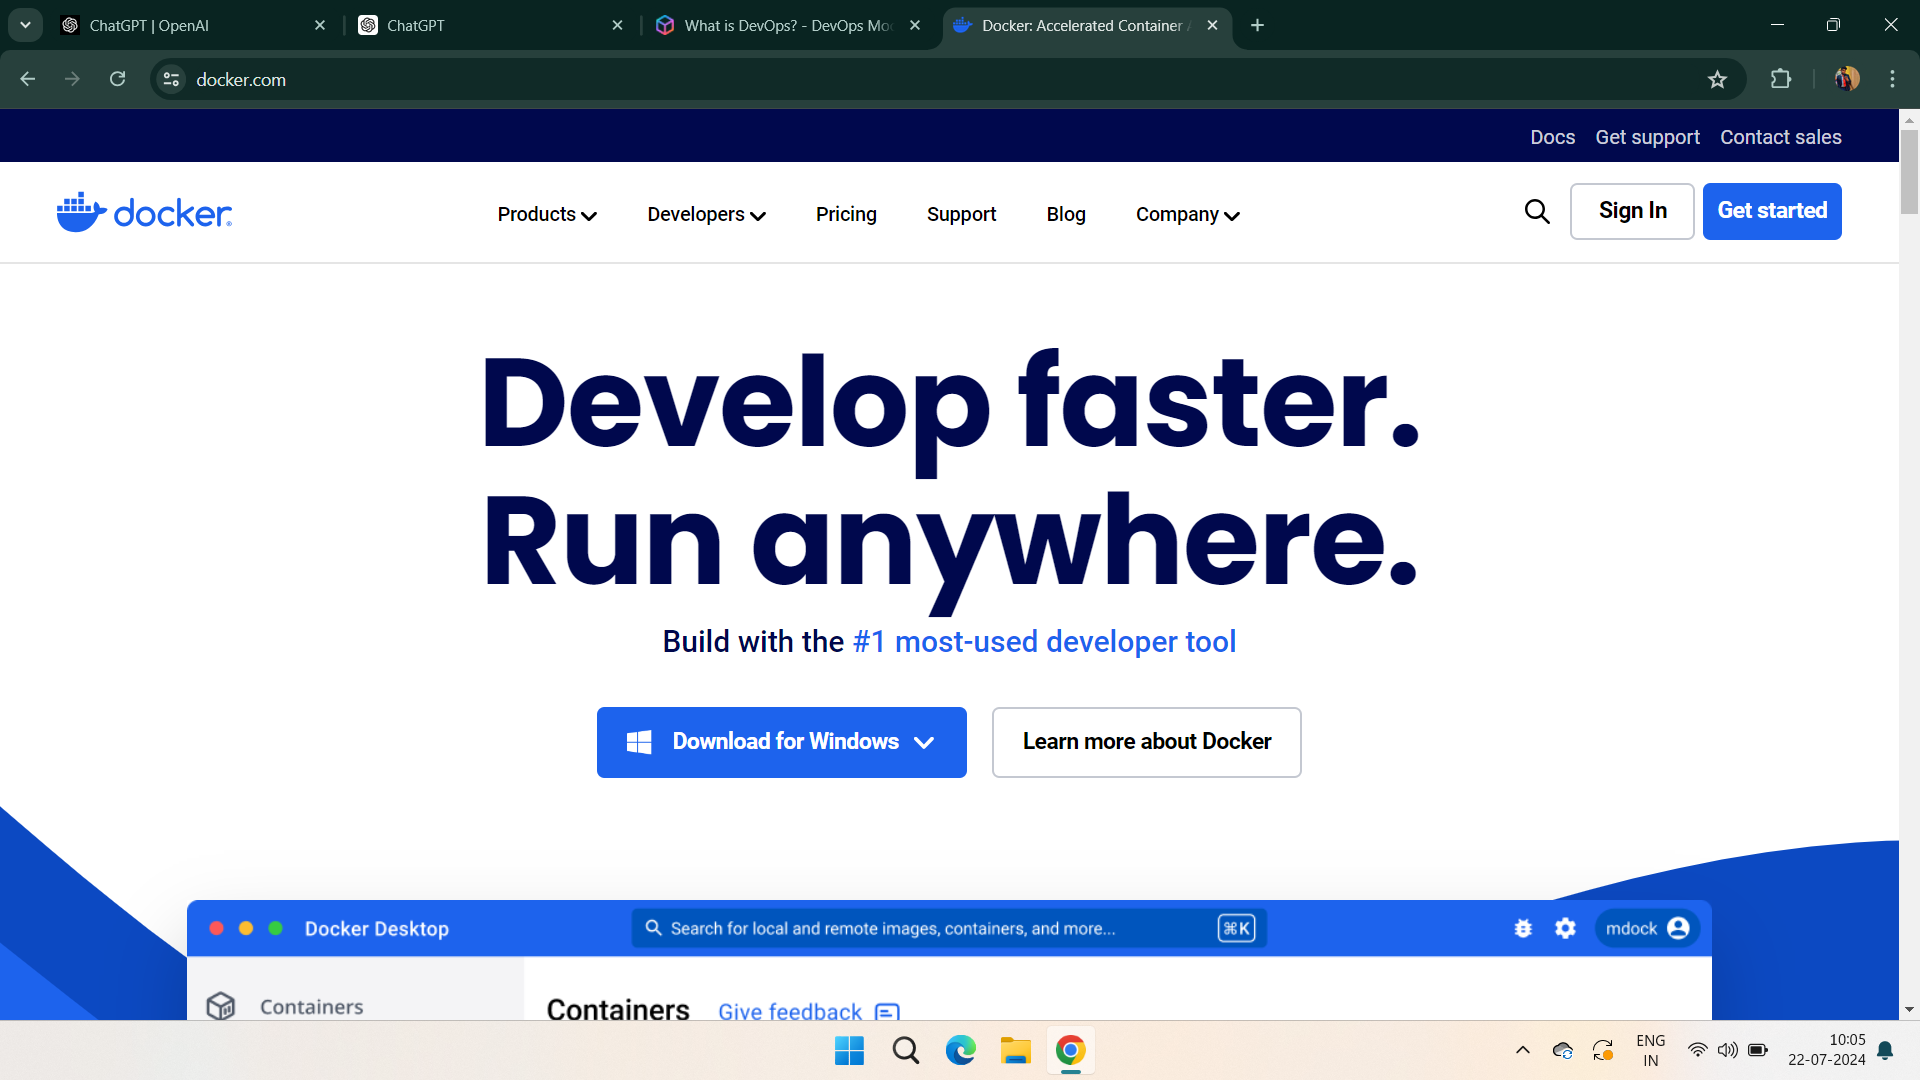 ChatGPT | OpenAI
ChatGPT
What is DevOps? - DevOps Mo
Docker: Accelerated Container
docker.com
Docs Get support Contact sales
docker
Products Developers Pricing Support Blog Company Sign In Get started
Develop faster.
Run anywhere.
Build with the #1 most-used developer tool
Download for Windows Learn more about Docker
Docker Desktop Search for local and remote images, containers, and more... ⌘K mdock
Containers
Containers Give feedback
ENG
IN
10:05
22-07-2024